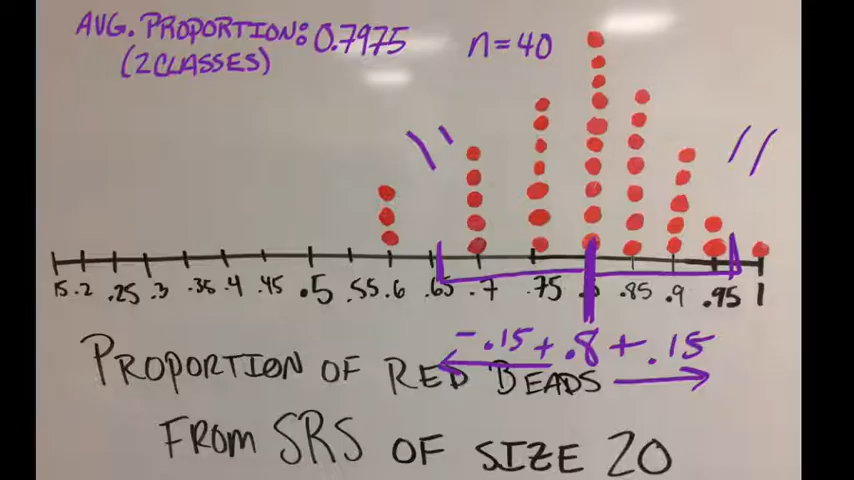 AVG. PROPORTION: 0.7975
(2 CLASSES)
n = 40
.15 .2 .25 .3 .35 .4 .45 .5 .55 .6 .65 .7 .75 .85 .9 .95 1
-.15 + .8 + .15
PROPORTION OF RED BEADS
FROM SRS OF SIZE 20